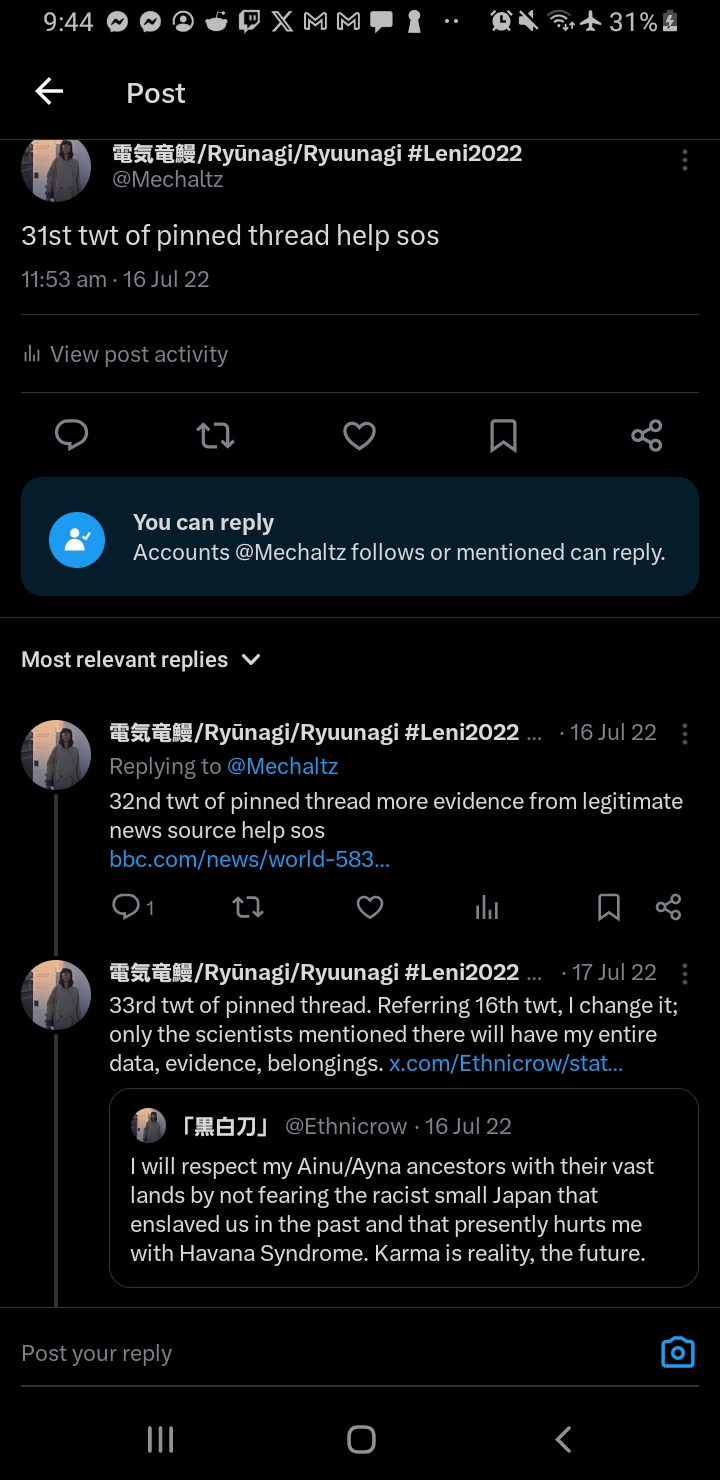 9:44
31%
Post
電気竜鰻/Ryūnagi/Ryuunagi #Leni2022
@Mechaltz
31st twt of pinned thread help sos
11:53 am · 16 Jul 22
View post activity
You can reply
Accounts @Mechaltz follows or mentioned can reply.
Most relevant replies
電気竜鰻/Ryūnagi/Ryuunagi #Leni2022 ... · 16 Jul 22
Replying to @Mechaltz
32nd twt of pinned thread more evidence from legitimate
news source help sos
bbc.com/news/world-583...
1
電気竜鰻/Ryūnagi/Ryuunagi #Leni2022 ... · 17 Jul 22
33rd twt of pinned thread. Referring 16th twt, I change it;
only the scientists mentioned there will have my entire
data, evidence, belongings. x.com/Ethnicrow/stat...
「黒白刀」 @Ethnicrow · 16 Jul 22
I will respect my Ainu/Ayna ancestors with their vast
lands by not fearing the racist small Japan that
enslaved us in the past and that presently hurts me
with Havana Syndrome. Karma is reality, the future.
Post your reply